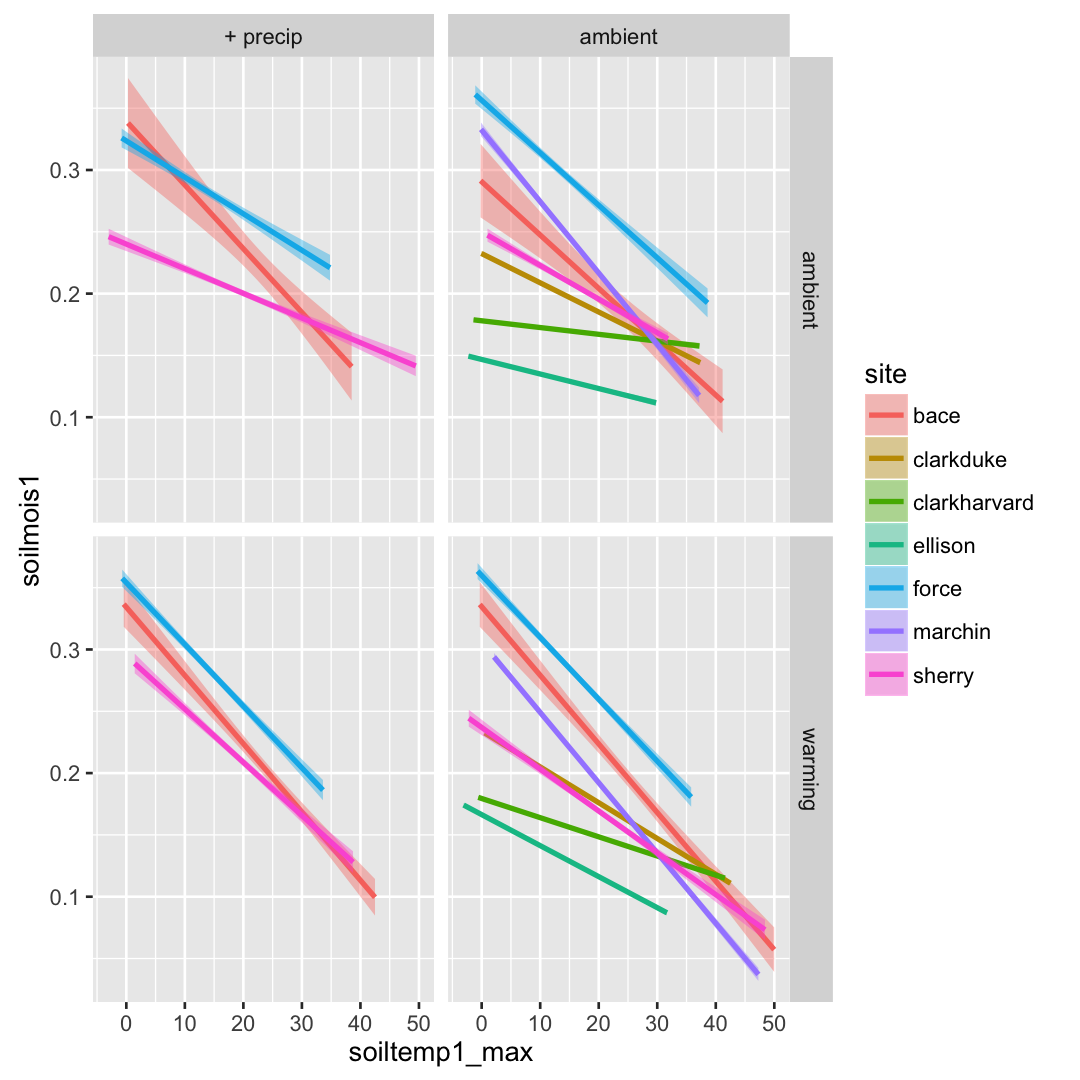 + precip
ambient
0.3
0.2
0.1
ambient
0.3
0.2
0.1
warming
0 10 20 30 40 50
0 10 20 30 40 50
soiltemp1_max
soilmois1
site
bace
clarkduke
clarkharvard
ellison
force
marchin
sherry